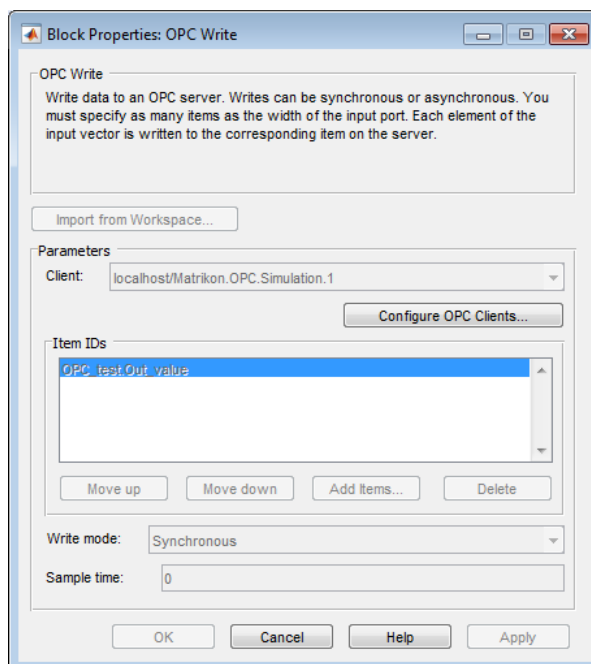 Block Properties: OPC Write
OPC Write
Write data to an OPC server. Writes can be synchronous or asynchronous. You
must specify as many items as the width of the input port. Each element of the
input vector is written to the corresponding item on the server.
Import from Workspace...
Parameters
Client: localhost/Matrikon.OPC.Simulation.1
Configure OPC Clients...
Item IDs
OPC_test.Out_value
Move up Move down Add Items... Delete
Write mode: Synchronous
Sample time: 0
OK Cancel Help Apply